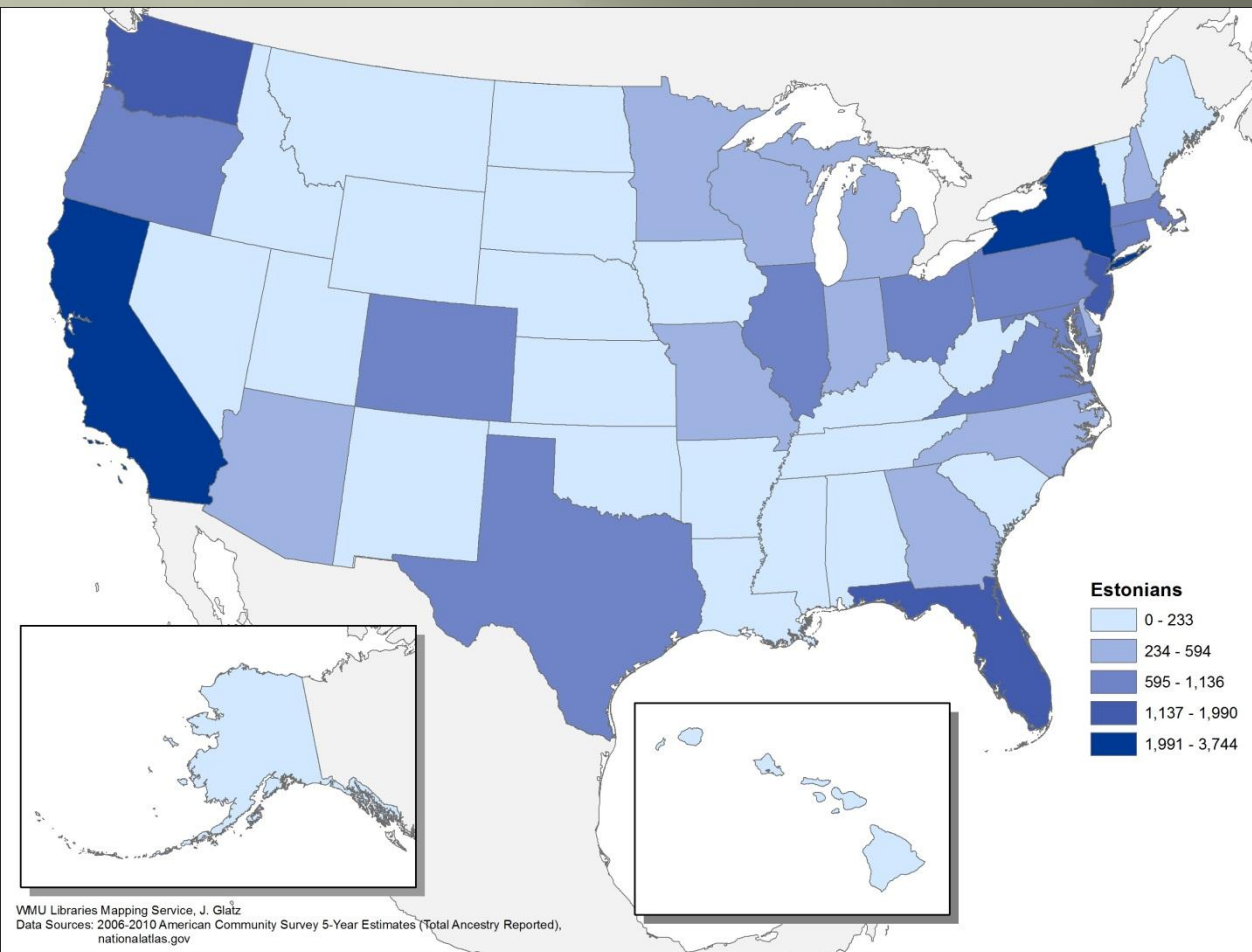 Estonians
0 - 233
234 - 594
595 - 1,136
1,137 - 1,990
1,991 - 3,744
WMU Libraries Mapping Service, J. Glatz
Data Sources: 2006-2010 American Community Survey 5-Year Estimates (Total Ancestry Reported),
nationalatlas.gov